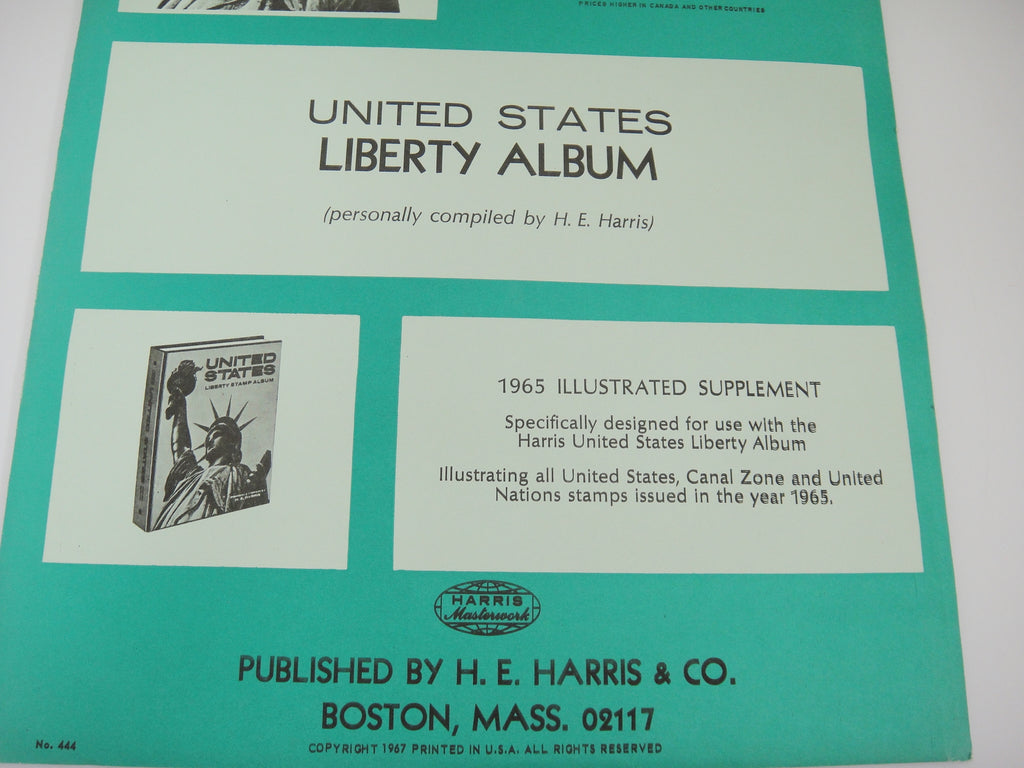 PRICES HIGHER IN CANADA AND OTHER COUNTRIES
UNITED STATES
LIBERTY ALBUM
(personally compiled by H. E. Harris)
UNITED
STATES
LIBERTY STAMP ALBUM
H. E. HARRIS
1965 ILLUSTRATED SUPPLEMENT
Specifically designed for use with the
Harris United States Liberty Album
Illustrating all United States, Canal Zone and United
Nations stamps issued in the year 1965.
HARRIS
Masterwork
PUBLISHED BY H. E. HARRIS & CO.
BOSTON, MASS. 02117
No. 444
COPYRIGHT 1967 PRINTED IN U.S.A. ALL RIGHTS RESERVED